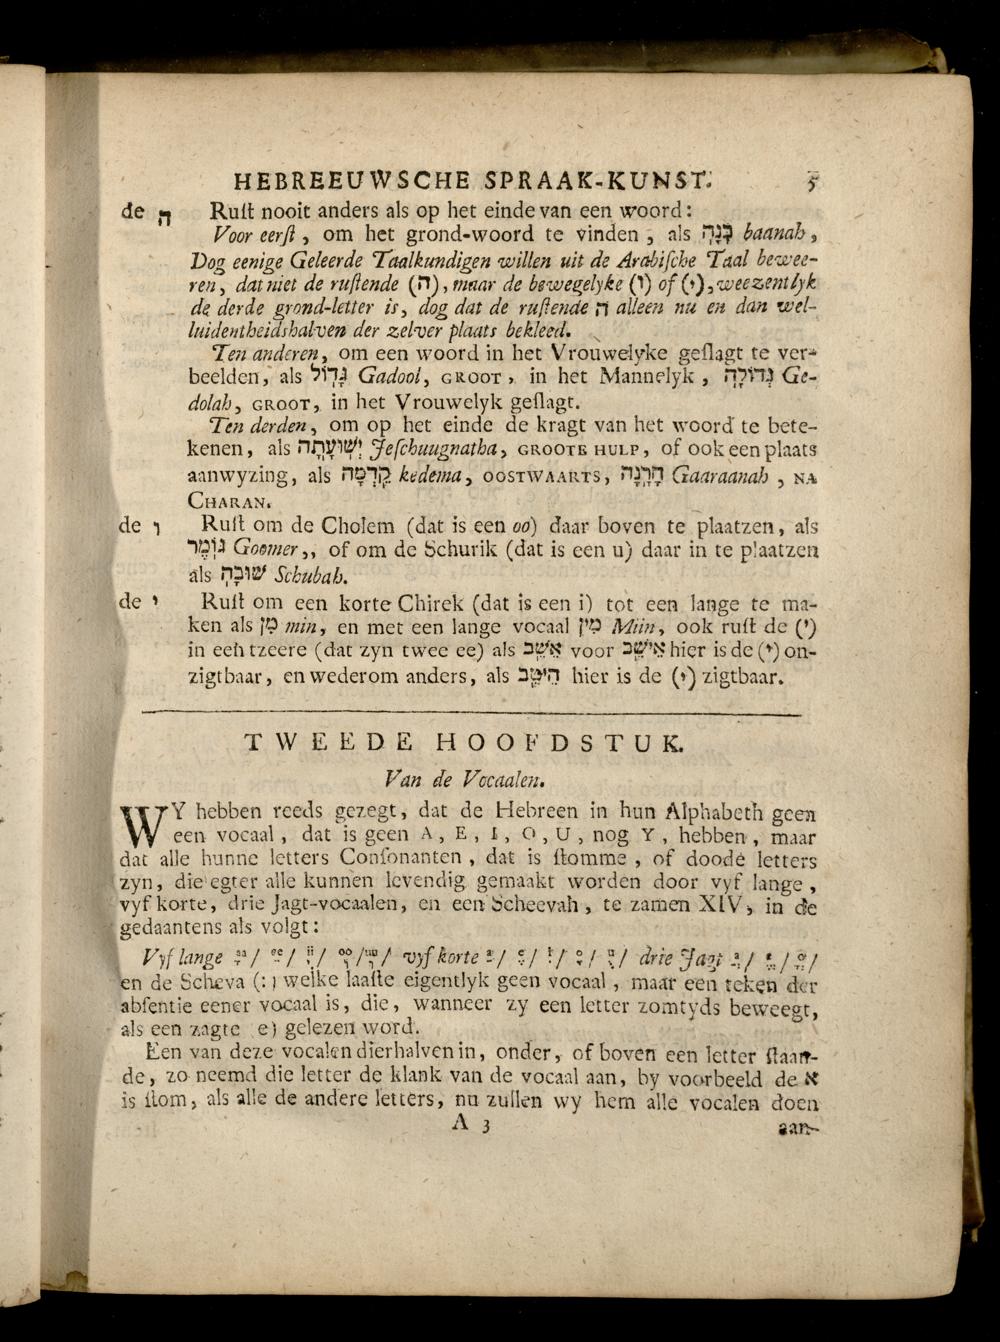 HEBREEUWSCHE SPRAAK-KUNST. 5
de ה Ruſt nooit anders als op het einde van een woord:
Voor eerſt, om het grond-woord te vinden, als בָּנָה baanah,
Dog eenige Geleerde Taalkundigen willen uit de Arabiſche Taal bewee-
ren, dat niet de ruſtende (ה), maar de bewegelyke (ו) of (י), weezentlyk
de derde grond-letter is, dog dat de ruſtende ה alleen nu en dan wel-
luidentheidshalven der zelver plaats bekleed.
Ten anderen, om een woord in het Vrouwelyke geſlagt te ver-
beelden, als גָּדוֹל Gadool, GROOT, in het Mannelyk, גְּדוֹלָה Ge-
dolah, GROOT, in het Vrouwelyk geſlagt.
Ten derden, om op het einde de kragt van het woord te bete-
kenen, als יְשׁוּעָתָה Jeſchuugnatha, GROOTE HULP, of ook een plaats
aanwyzing, als קֵדְמָה kedema, OOSTWAARTS, חָרָנָה Gaaraanah, NA
CHARAN.
de ו Ruſt om de Cholem (dat is een oo) daar boven te plaatzen, als
גּוֹמֶר Goomer,, of om de Schurik (dat is een u) daar in te plaatzen
als שׁוּבָה Schubah.
de י Ruſt om een korte Chirek (dat is een i) tot een lange te ma-
ken als מִן min, en met een lange vocaal מִין Miin, ook ruſt de (י)
in een tzeere (dat zyn twee ee) als אֵשֵׁב voor אֵישֵׁב hier is de (י) on-
zigtbaar, en wederom anders, als הֵיטֵב hier is de (י) zigtbaar.
TWEEDE HOOFDSTUK.
Van de Vocaalen.
WY hebben reeds gezegt, dat de Hebreen in hun Alphabeth geen
een vocaal, dat is geen A, E, I, O, U, nog Y, hebben, maar
dat alle hunne letters Conſonanten, dat is ſtomme, of doode letters
zyn, die egter alle kunnen levendig gemaakt worden door vyf lange,
vyf korte, drie Jagt-vocaalen, en een Scheevah, te zamen XIV, in de
gedaantens als volgt:
Vyf lange / / / / / vyf korte / / / / / drie Jagt / / /
en de Scheva (:) welke laaſte eigentlyk geen vocaal, maar een teken der
abſentie eener vocaal is, die, wanneer zy een letter zomtyds beweegt,
als een zagte e) gelezen word.
Een van deze vocalen dierhalven in, onder, of boven een letter ſtaan-
de, zo neemd die letter de klank van de vocaal aan, by voorbeeld de א
is ſtom, als alle de andere letters, nu zullen wy hem alle vocalen doen
A 3 aan-